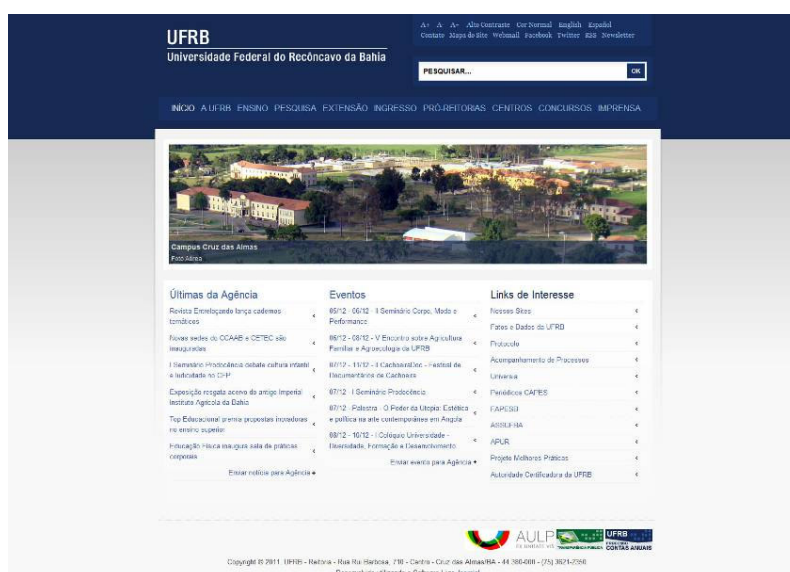 UFRB
Universidade Federal do Recôncavo da Bahia
A+ A A- Alto Contraste Cor Normal English Español
Contato Mapa do Site Webmail Facebook Twitter RSS Newsletter
PESQUISAR...
OK
INÍCIO A UFRB ENSINO PESQUISA EXTENSÃO INGRESSO PRÓ-REITORIAS CENTROS CONCURSOS IMPRENSA
Campus Cruz das Almas
Foto Aérea
Últimas da Agência
Revista Entrelaçando lança cadernos
temáticos
Novas sedes do CCAAB e CETEC são
inauguradas
I Seminário Prodocência debate cultura infantil
e ludicidade no CFP
Exposição resgata acervo do antigo Imperial
Instituto Agrícola da Bahia
Top Educacional premia propostas inovadoras
no ensino superior
Educação Física inaugura sala de práticas
corporais
Enviar notícia para Agência
Eventos
05/12 - 06/12 - II Seminário Corpo, Moda e
Performance
06/12 - 08/12 - V Encontro sobre Agricultura
Familiar e Agroecologia da UFRB
07/12 - 11/12 - II CachoeiraDoc - Festival de
Documentários de Cachoeira
07/12 - I Seminário Prodocência
07/12 - Palestra - O Poder da Utopia: Estética
e política na arte contemporânea em Angola
08/12 - 10/12 - I Colóquio Universidade -
Diversidade, Formação e Desenvolvimento
Enviar evento para Agência
Links de Interesse
Nossos Sites
Fatos e Dados da UFRB
Protocolo
Acompanhamento de Processos
Universia
Periódicos CAPES
FAPESB
ASSUFBA
APUR
Projeto Melhores Práticas
Autoridade Certificadora da UFRB
AULP
TRANSPARÊNCIA PÚBLICA
UFRB
CONTAS ANUAIS
Copyright © 2011. UFRB - Reitoria - Rua Rui Barbosa, 710 - Centro - Cruz das Almas/BA - 44.380-000 - (75) 3621-2350